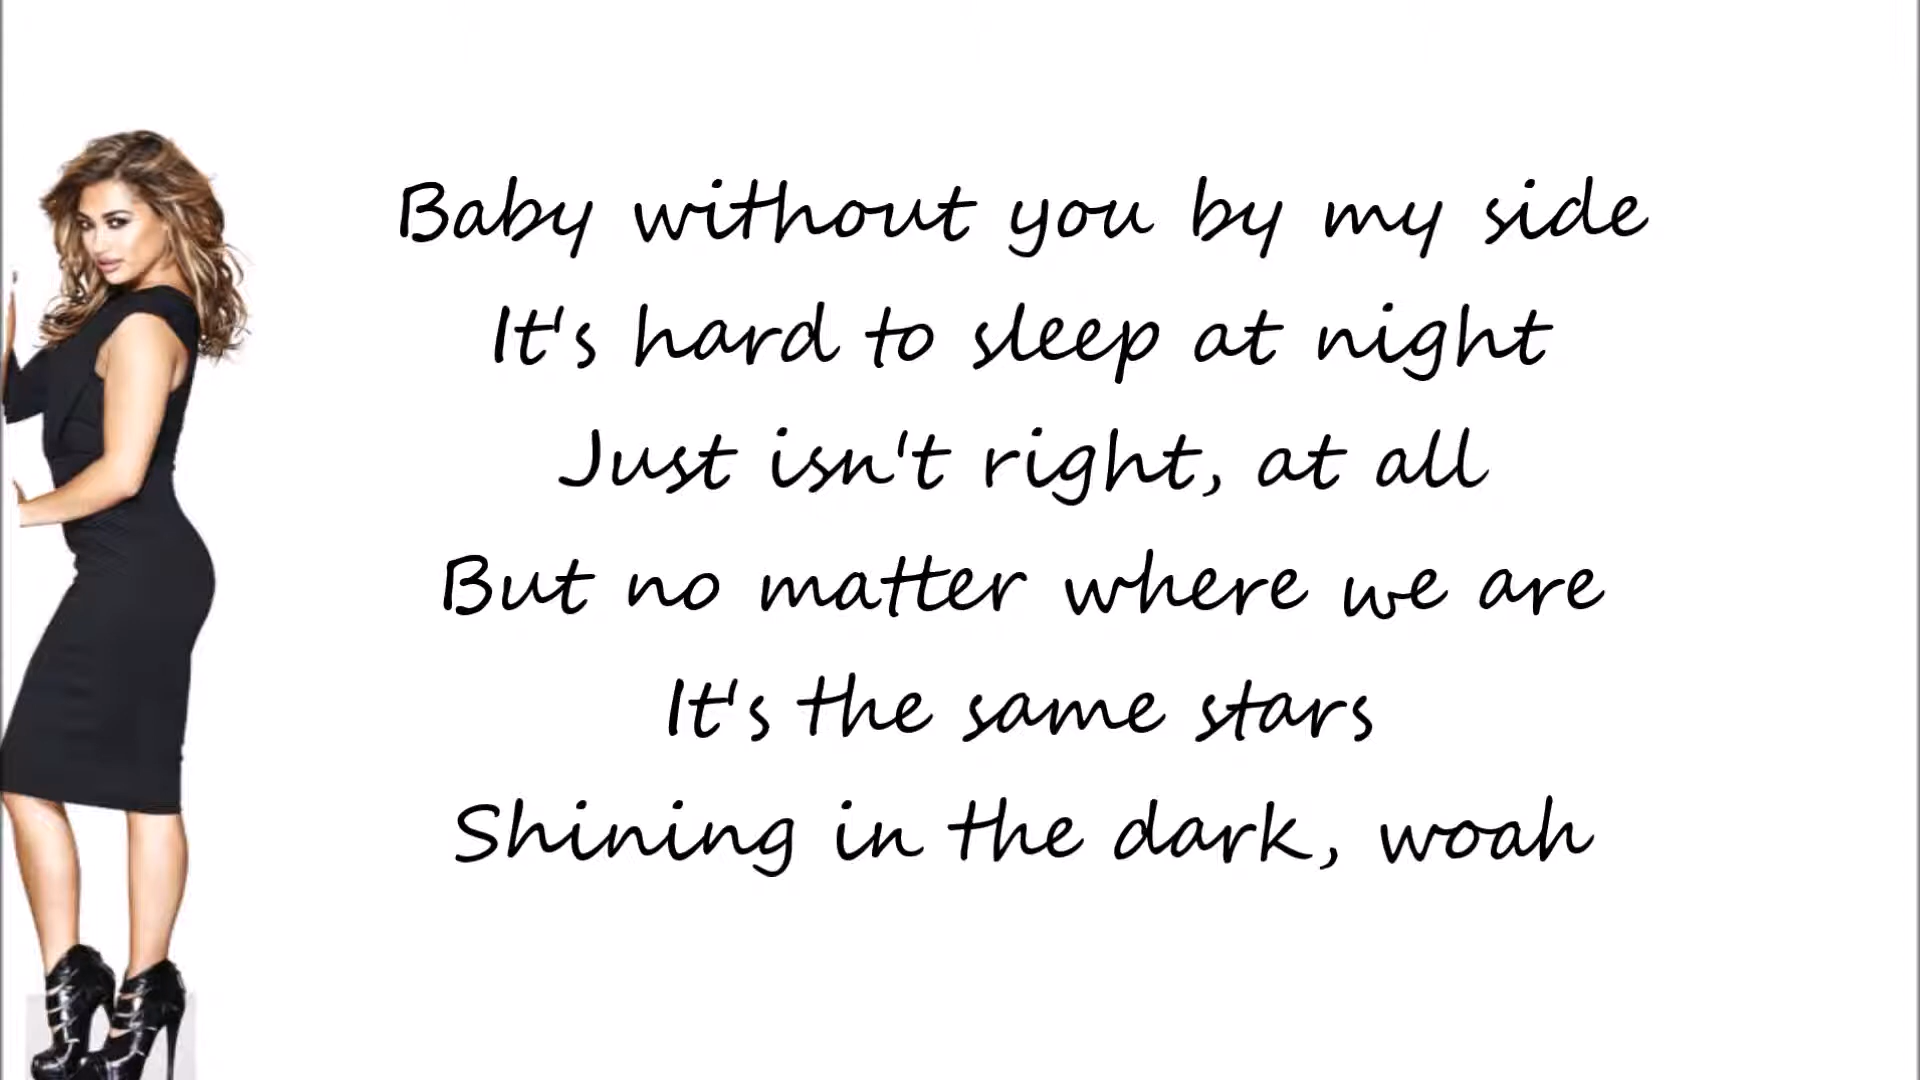 Baby without you by my side
It's hard to sleep at night
Just isn't right, at all
But no matter where we are
It's the same stars
Shining in the dark, woah